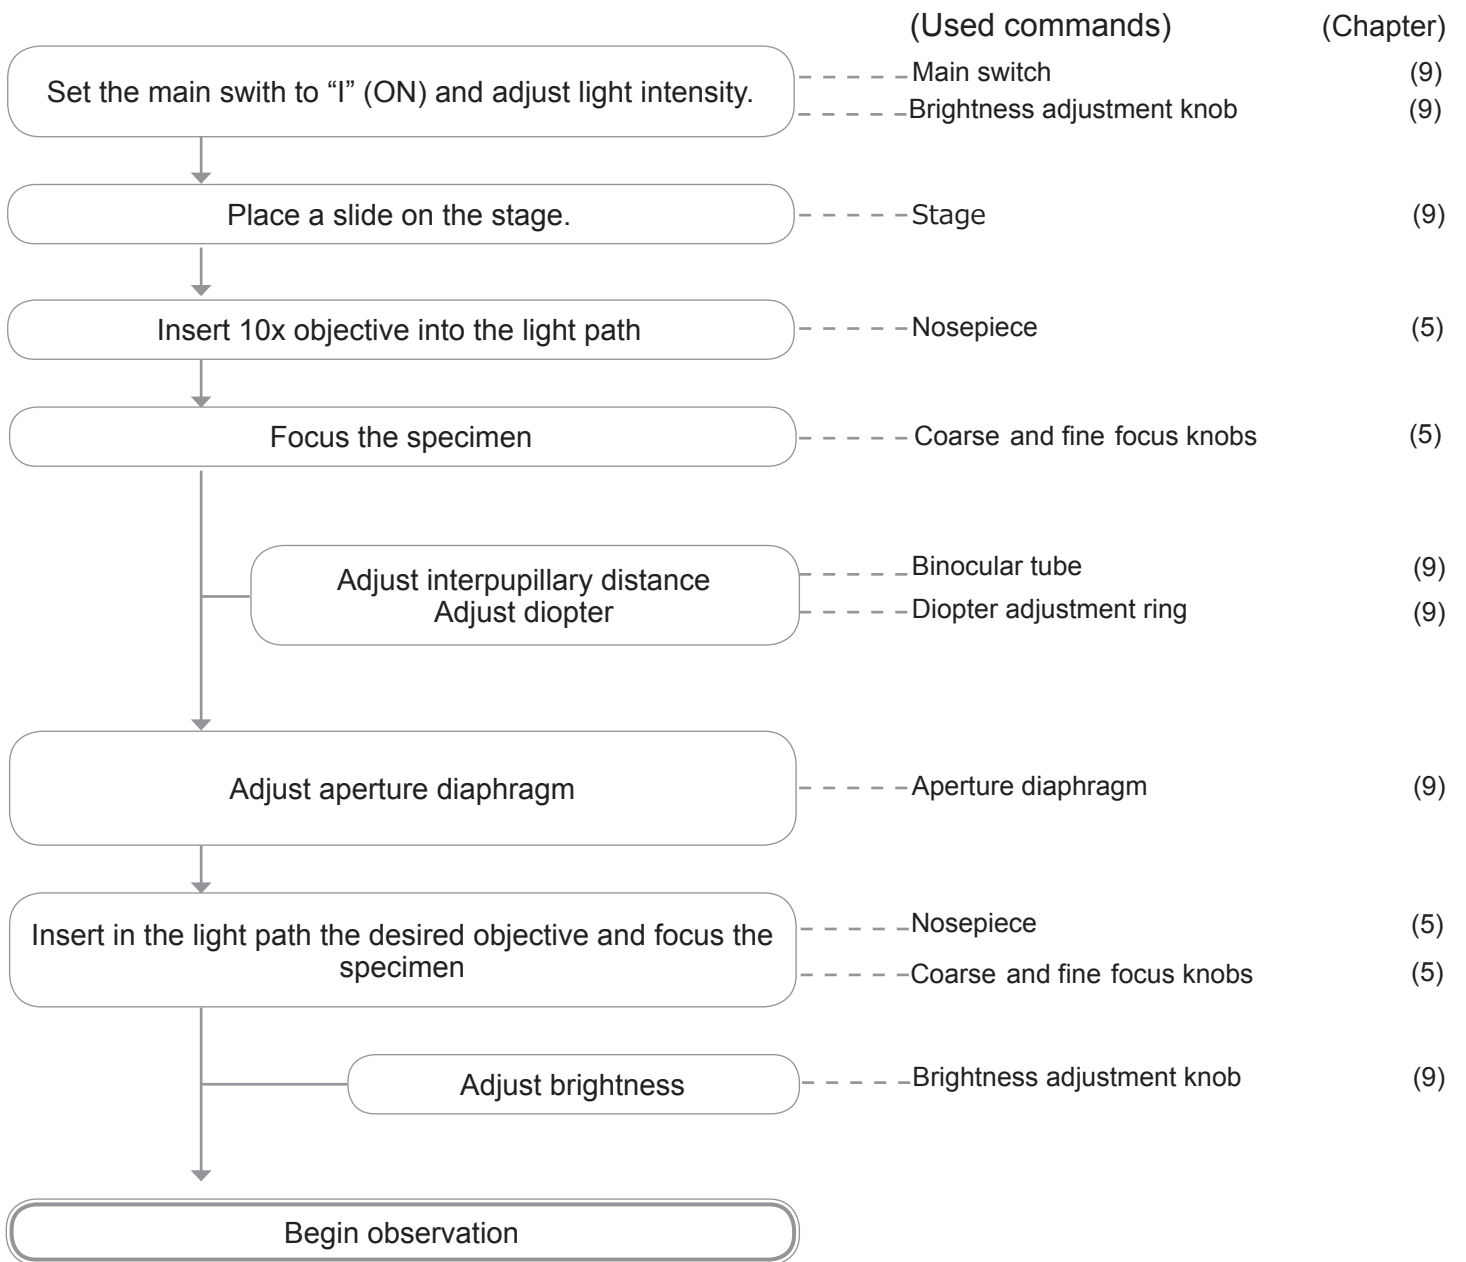 (Used commands) (Chapter)
Set the main swith to “I” (ON) and adjust light intensity.
Main switch (9)
Brightness adjustment knob (9)
Place a slide on the stage.
Stage (9)
Insert 10x objective into the light path
Nosepiece (5)
Focus the specimen
Coarse and fine focus knobs (5)
Adjust interpupillary distance
Adjust diopter
Binocular tube (9)
Diopter adjustment ring (9)
Adjust aperture diaphragm
Aperture diaphragm (9)
Insert in the light path the desired objective and focus the
specimen
Nosepiece (5)
Coarse and fine focus knobs (5)
Adjust brightness
Brightness adjustment knob (9)
Begin observation